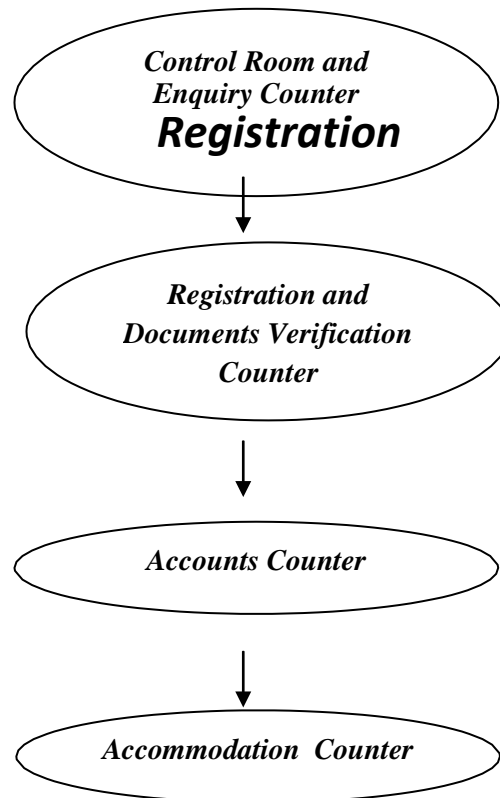 Control Room and
Enquiry Counter
Registration
Registration and
Documents Verification
Counter
Accounts Counter
Accommodation Counter